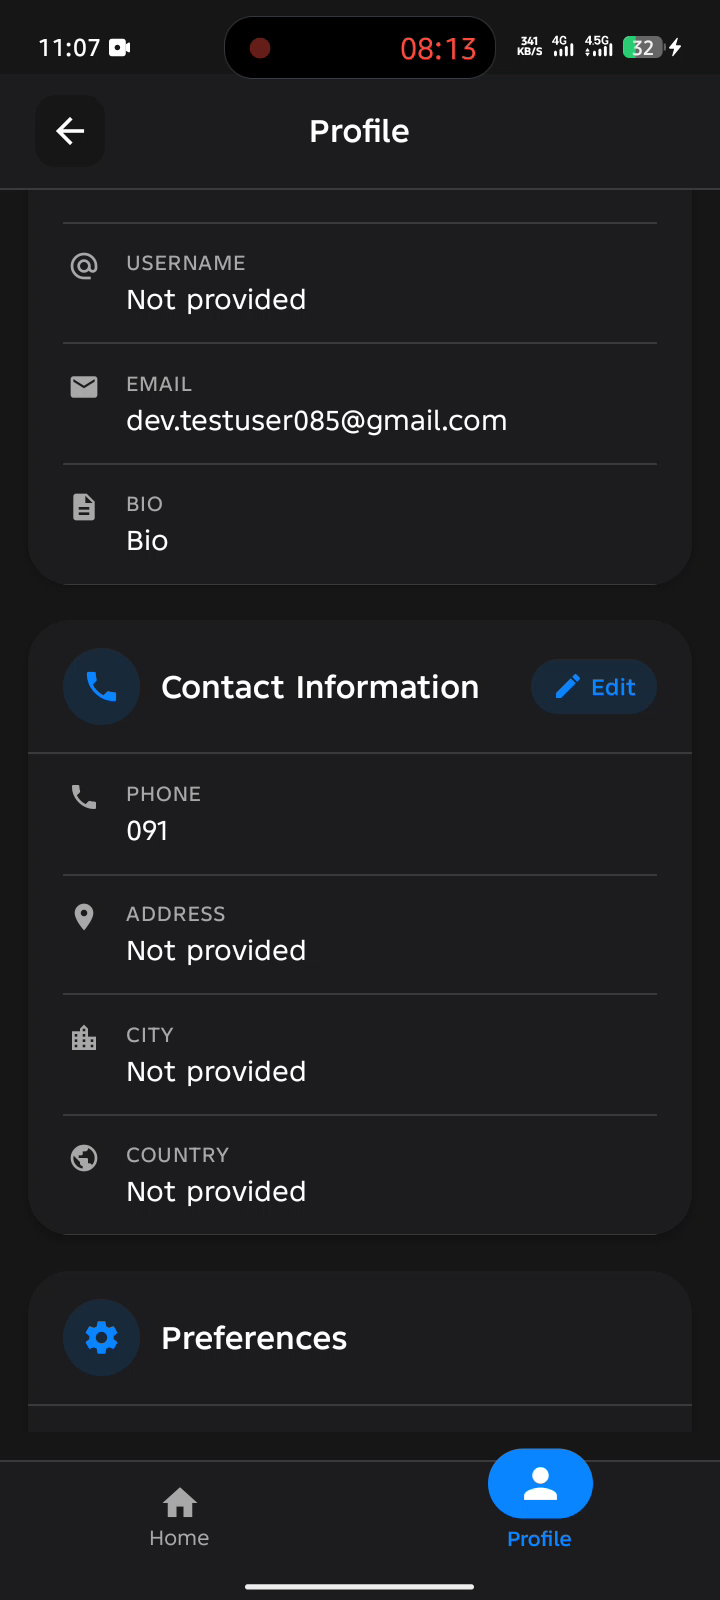 11:07
08:13
341 KB/S
4G
4.5G
32
Profile
USERNAME
Not provided
EMAIL
dev.testuser085@gmail.com
BIO
Bio
Contact Information
Edit
PHONE
091
ADDRESS
Not provided
CITY
Not provided
COUNTRY
Not provided
Preferences
Home
Profile